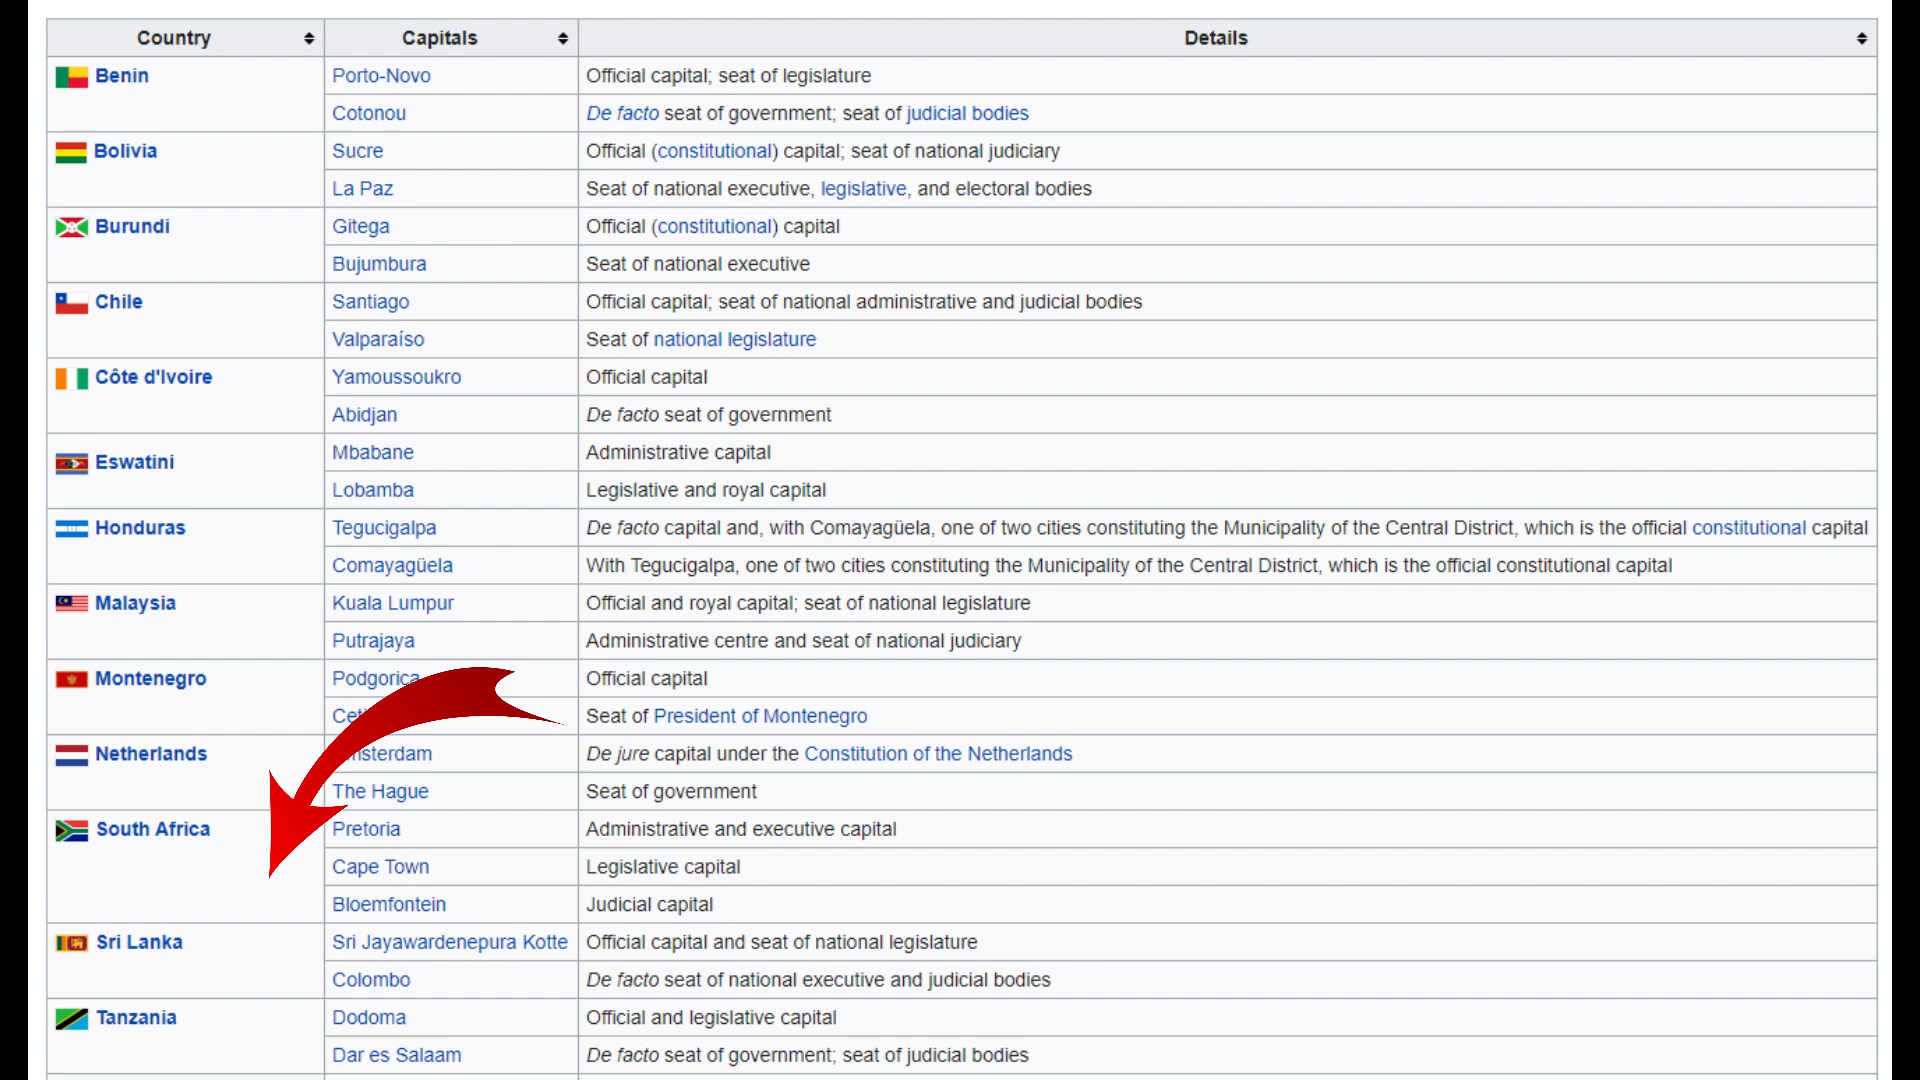 Country Capitals Details
Benin Porto-Novo Official capital; seat of legislature
Cotonou De facto seat of government; seat of judicial bodies
Bolivia Sucre Official (constitutional) capital; seat of national judiciary
La Paz Seat of national executive, legislative, and electoral bodies
Burundi Gitega Official (constitutional) capital
Bujumbura Seat of national executive
Chile Santiago Official capital; seat of national administrative and judicial bodies
Valparaíso Seat of national legislature
Côte d'Ivoire Yamoussoukro Official capital
Abidjan De facto seat of government
Eswatini Mbabane Administrative capital
Lobamba Legislative and royal capital
Honduras Tegucigalpa De facto capital and, with Comayagüela, one of two cities constituting the Municipality of the Central District, which is the official constitutional capital
Comayagüela With Tegucigalpa, one of two cities constituting the Municipality of the Central District, which is the official constitutional capital
Malaysia Kuala Lumpur Official and royal capital; seat of national legislature
Putrajaya Administrative centre and seat of national judiciary
Montenegro Podgorica Official capital
Seat of President of Montenegro
Netherlands De jure capital under the Constitution of the Netherlands
The Hague Seat of government
South Africa Pretoria Administrative and executive capital
Cape Town Legislative capital
Bloemfontein Judicial capital
Sri Lanka Sri Jayawardenepura Kotte Official capital and seat of national legislature
Colombo De facto seat of national executive and judicial bodies
Tanzania Dodoma Official and legislative capital
Dar es Salaam De facto seat of government; seat of judicial bodies